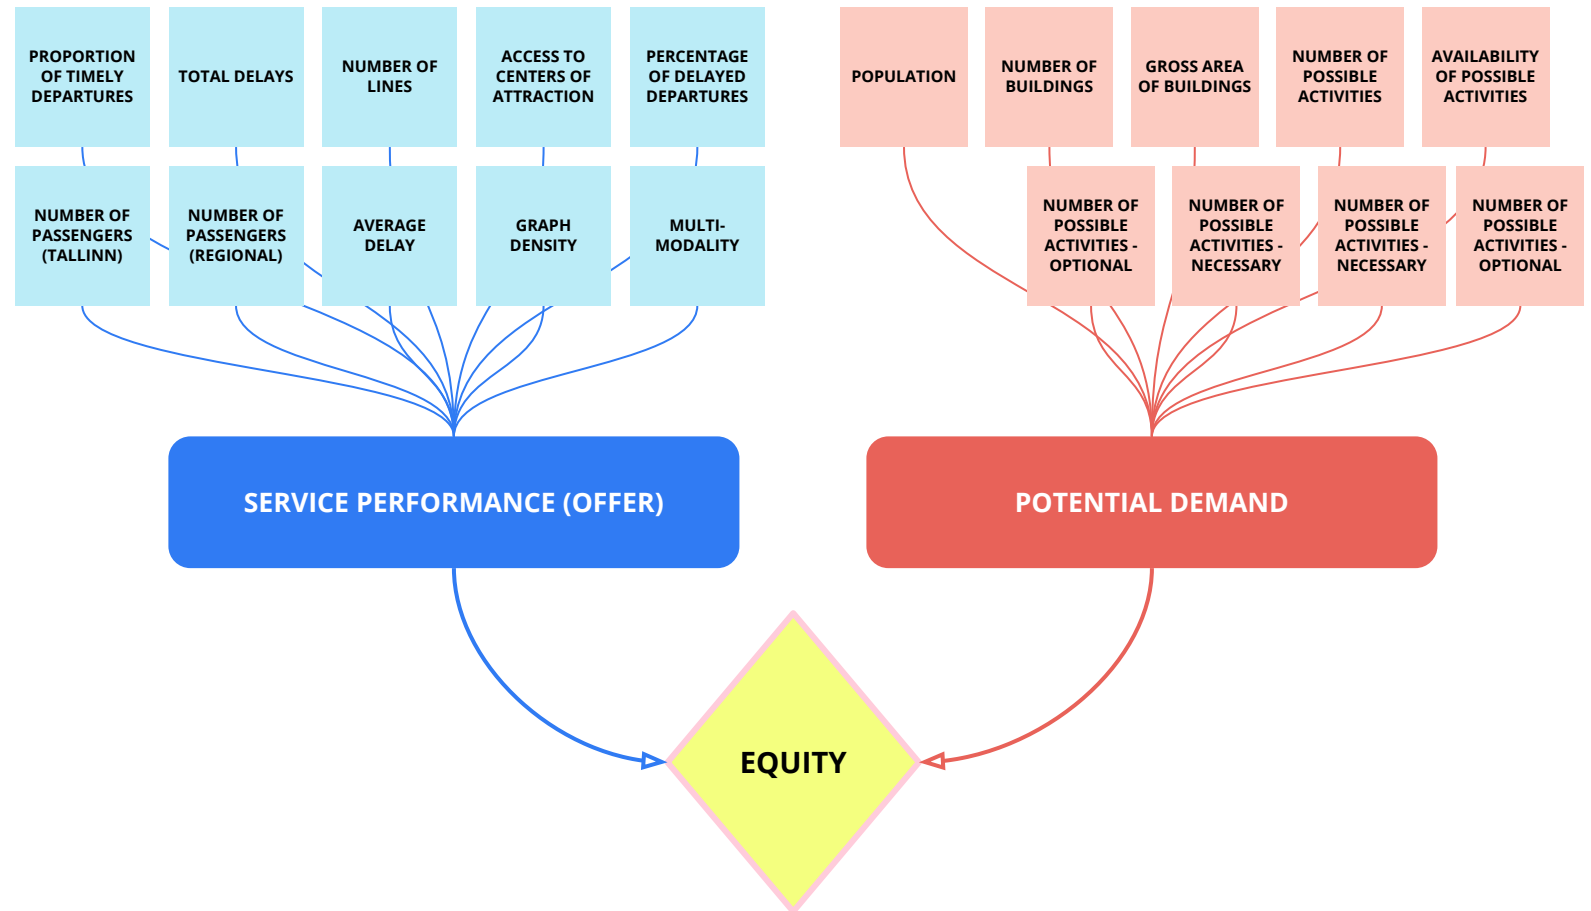 PROPORTION
OF TIMELY
DEPARTURES
TOTAL DELAYS
NUMBER OF
LINES
ACCESS TO
CENTERS OF
ATTRACTION
PERCENTAGE
OF DELAYED
DEPARTURES
POPULATION
NUMBER OF
BUILDINGS
GROSS AREA
OF BUILDINGS
NUMBER OF
POSSIBLE
ACTIVITIES
AVAILABILITY
OF POSSIBLE
ACTIVITIES
NUMBER OF
PASSENGERS
(TALLINN)
NUMBER OF
PASSENGERS
(REGIONAL)
AVERAGE
DELAY
GRAPH
DENSITY
MULTI-
MODALITY
NUMBER OF
POSSIBLE
ACTIVITIES -
OPTIONAL
NUMBER OF
POSSIBLE
ACTIVITIES -
NECESSARY
NUMBER OF
POSSIBLE
ACTIVITIES -
NECESSARY
NUMBER OF
POSSIBLE
ACTIVITIES -
OPTIONAL
SERVICE PERFORMANCE (OFFER)
POTENTIAL DEMAND
EQUITY